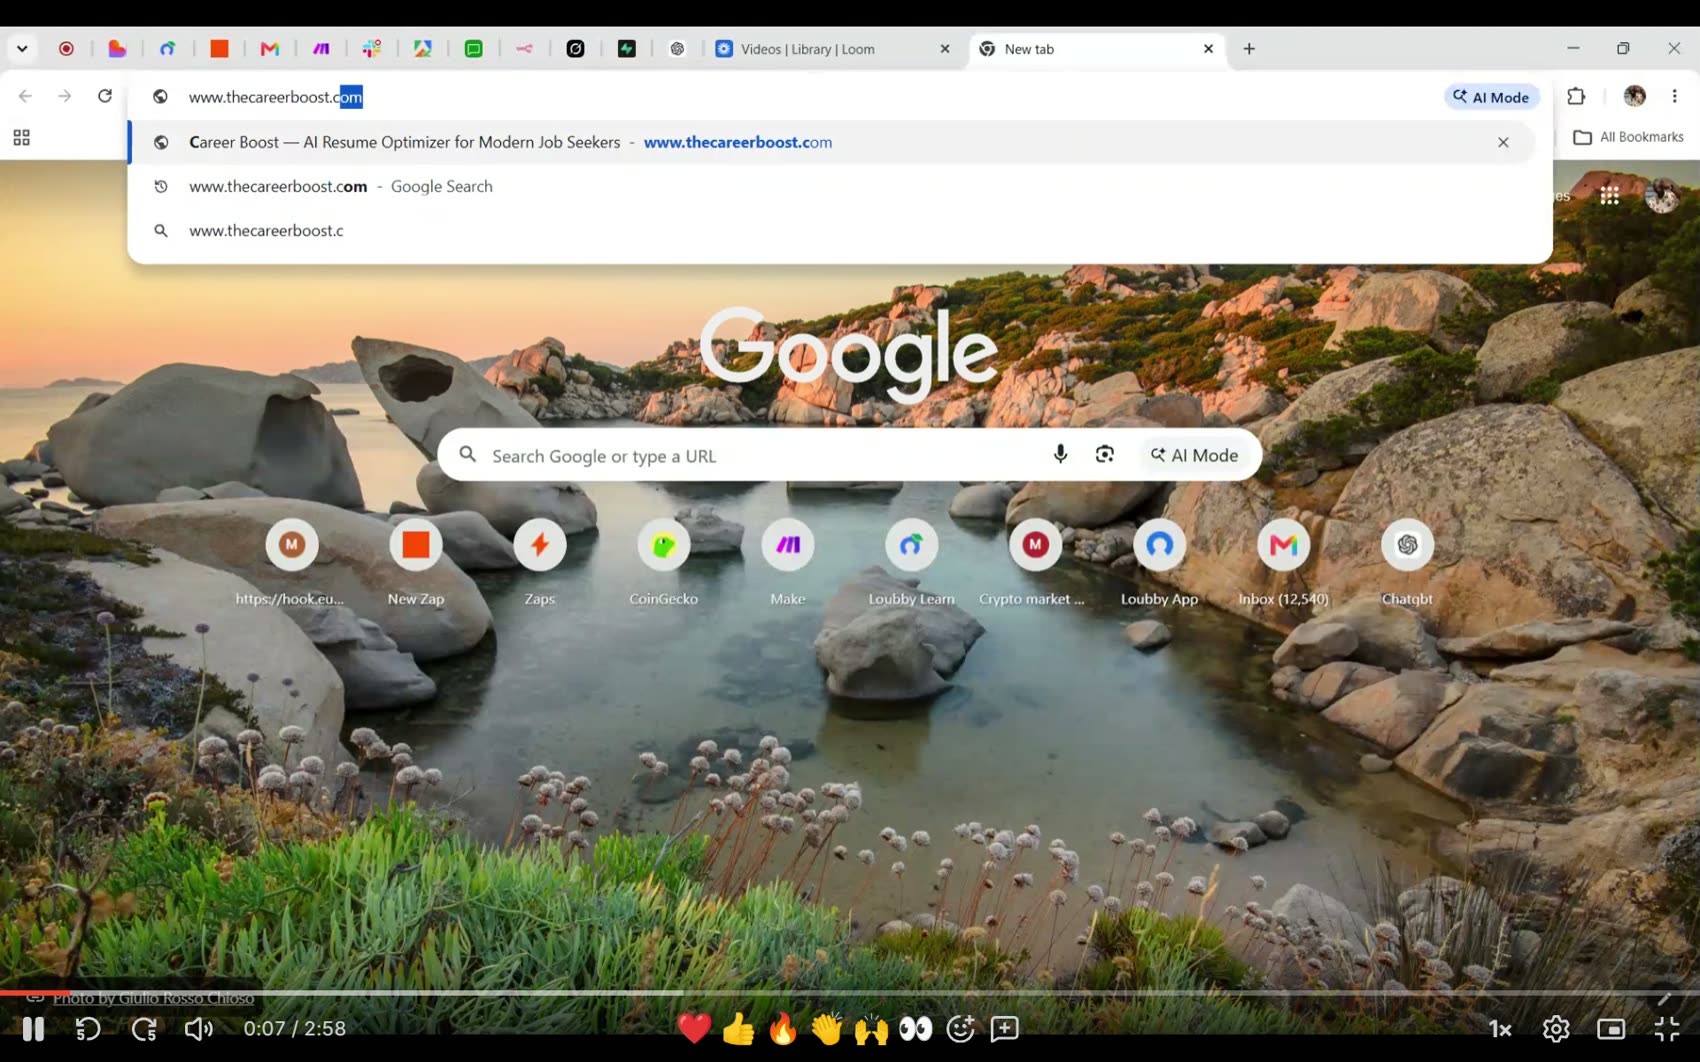 Videos | Library | Loom
New tab
www.thecareerboost.com
AI Mode
Career Boost — AI Resume Optimizer for Modern Job Seekers - www.thecareerboost.com
All Bookmarks
www.thecareerboost.com - Google Search
www.thecareerboost.c
Google
Search Google or type a URL
AI Mode
M
M
https://hook.eu...
New Zap
Zaps
CoinGecko
Make
Loubby Learn
Crypto market ...
Loubby App
Inbox (12,540)
Chatgbt
Photo by Giulio Rosso Chioso
5
5
0:07 / 2:58
1x